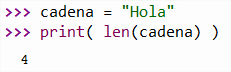 >>> cadena = "Hola"
>>> print( len(cadena) )
4